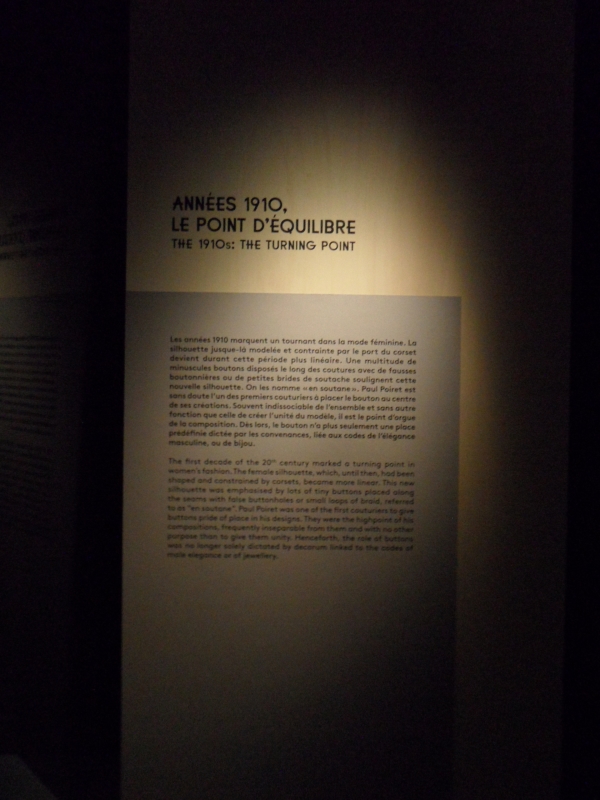 ANNÉES 1910,
LE POINT D'ÉQUILIBRE
THE 1910s: THE TURNING POINT
Les années 1910 marquent un tournant dans la mode féminine. La
silhouette jusque-là modelée et contrainte par le port du corset
devient durant cette période plus linéaire. Une multitude de
minuscules boutons disposés le long des coutures avec de fausses
boutonnières ou de petites brides de soutache soulignent cette
nouvelle silhouette. On les nomme « en soutane ». Paul Poiret est
sans doute l'un des premiers couturiers à placer le bouton au centre
de ses créations. Souvent indissociable de l'ensemble et sans autre
fonction que celle de créer l'unité du modèle, il est le point d'orgue
de la composition. Dès lors, le bouton n'a plus seulement une place
prédéfinie dictée par les convenances, liée aux codes de l'élégance
masculine, ou de bijou.
The first decade of the 20th century marked a turning point in
women's fashion. The female silhouette, which, until then, had been
shaped and constrained by corsets, became more linear. This new
silhouette was emphasised by lots of tiny buttons placed along
the seams with false buttonholes or small loops of braid, referred
to as "en soutane". Paul Poiret was one of the first couturiers to give
buttons pride of place in his designs. They were the highpoint of his
compositions, frequently inseparable from them and with no other
purpose than to give them unity. Henceforth, the role of buttons
was no longer solely dictated by decorum linked to the codes of
male elegance or of jewellery.